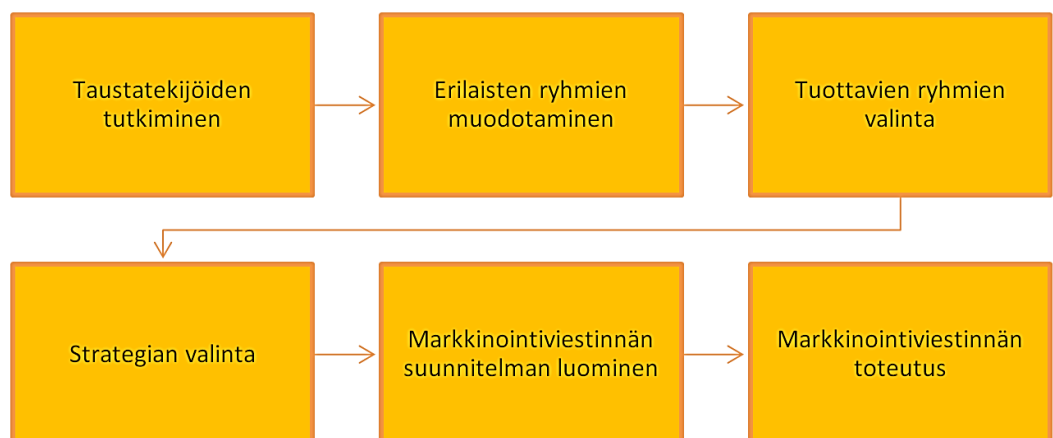 Taustatekijöiden
tutkiminen
Erilaisten ryhmien
muodotaminen
Tuottavien ryhmien
valinta
Strategian valinta
Markkinointiviestinnän
suunnitelman luominen
Markkinointiviestinnän
toteutus